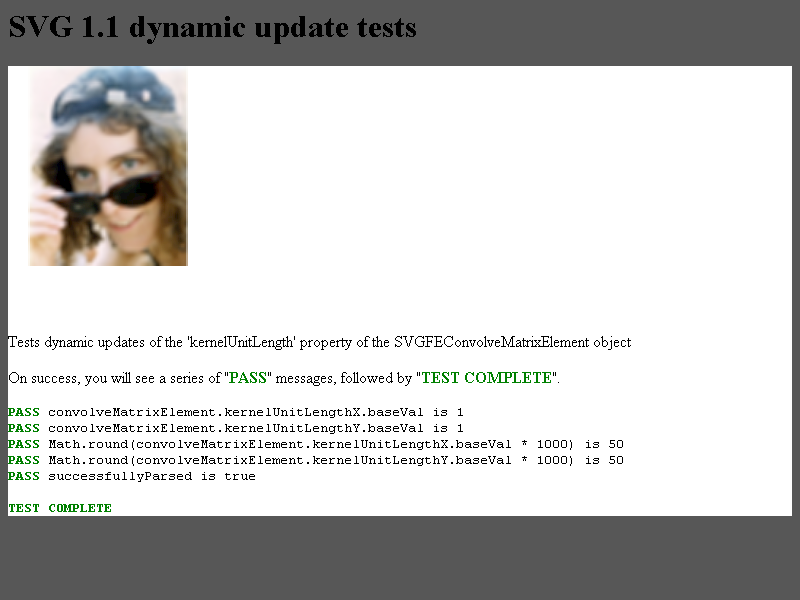 SVG 1.1 dynamic update tests
Tests dynamic updates of the 'kernelUnitLength' property of the SVGFEConvolveMatrixElement object
On success, you will see a series of "PASS" messages, followed by "TEST COMPLETE".
PASS convolveMatrixElement.kernelUnitLengthX.baseVal is 1
PASS convolveMatrixElement.kernelUnitLengthY.baseVal is 1
PASS Math.round(convolveMatrixElement.kernelUnitLengthX.baseVal * 1000) is 50
PASS Math.round(convolveMatrixElement.kernelUnitLengthY.baseVal * 1000) is 50
PASS successfullyParsed is true
TEST COMPLETE